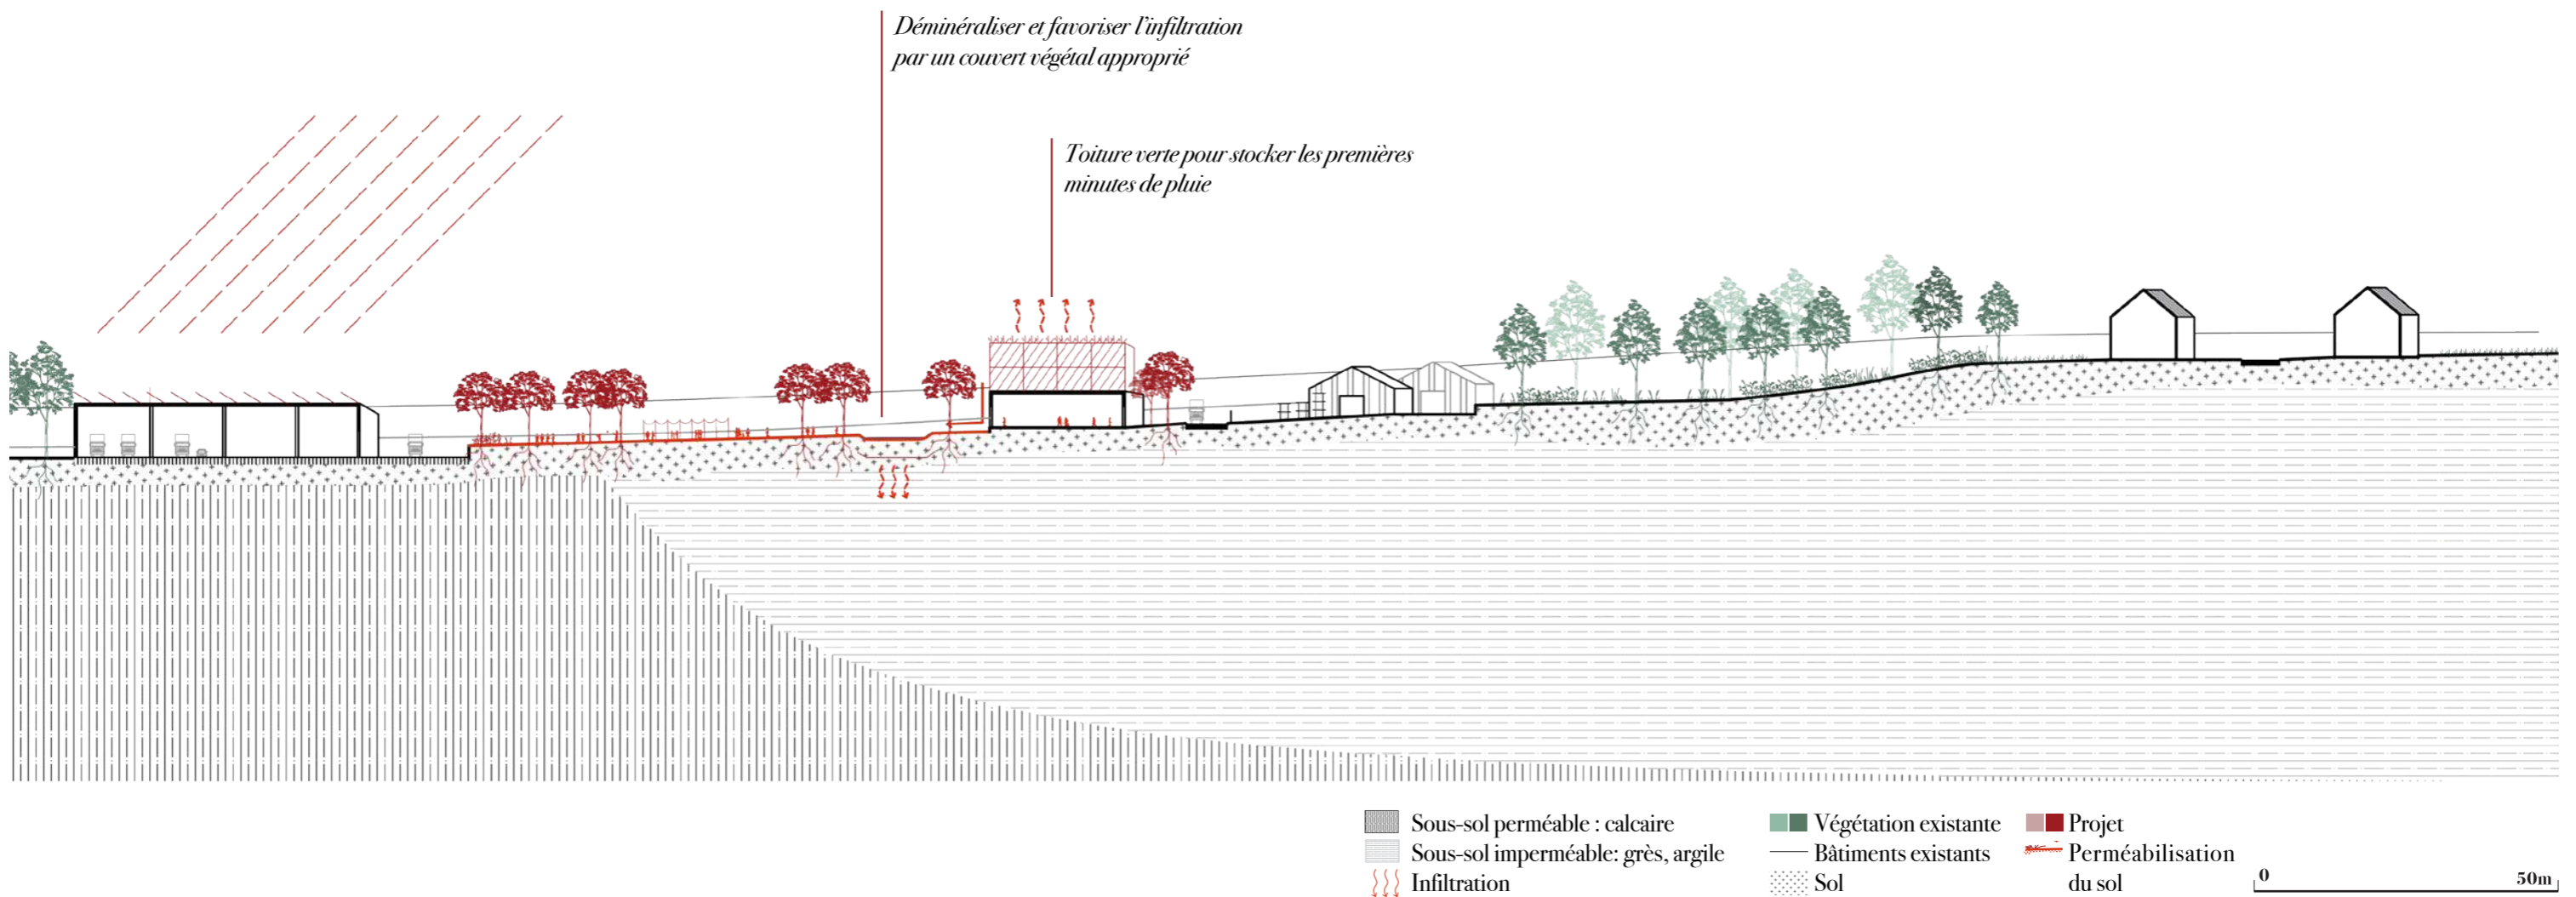 Déminéraliser et favoriser l'infiltration
par un couvert végétal approprié
Toiture verte pour stocker les premières
minutes de pluie
Sous-sol perméable : calcaire
Sous-sol imperméable: grès, argile
Infiltration
Végétation existante
Bâtiments existants
Sol
Projet
Perméabilisation
du sol
0 50m